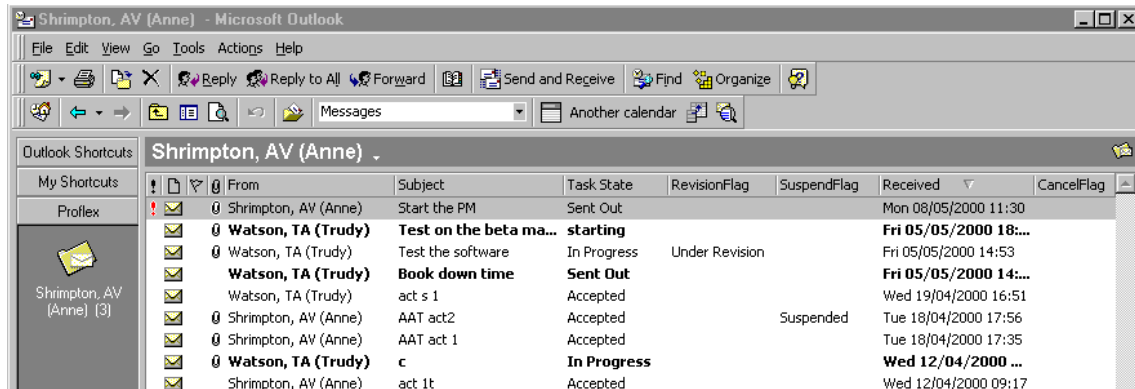 Shrimpton, AV (Anne) - Microsoft Outlook
File Edit View Go Tools Actions Help
Reply Reply to All Forward Send and Receive Find Organize
Messages Another calendar
Outlook Shortcuts Shrimpton, AV (Anne)
My Shortcuts ! From Subject Task State RevisionFlag SuspendFlag Received CancelFlag
Proflex ! Shrimpton, AV (Anne) Start the PM Sent Out Mon 08/05/2000 11:30
Watson, TA (Trudy) Test on the beta ma... starting Fri 05/05/2000 18:...
Watson, TA (Trudy) Test the software In Progress Under Revision Fri 05/05/2000 14:53
Watson, TA (Trudy) Book down time Sent Out Fri 05/05/2000 14:...
Shrimpton, AV (Anne) (3) Watson, TA (Trudy) act s 1 Accepted Wed 19/04/2000 16:51
Shrimpton, AV (Anne) AAT act2 Accepted Suspended Tue 18/04/2000 17:56
Shrimpton, AV (Anne) AAT act 1 Accepted Tue 18/04/2000 17:35
Watson, TA (Trudy) c In Progress Wed 12/04/2000 ...
Shrimpton, AV (Anne) act 1t Accepted Wed 12/04/2000 09:17